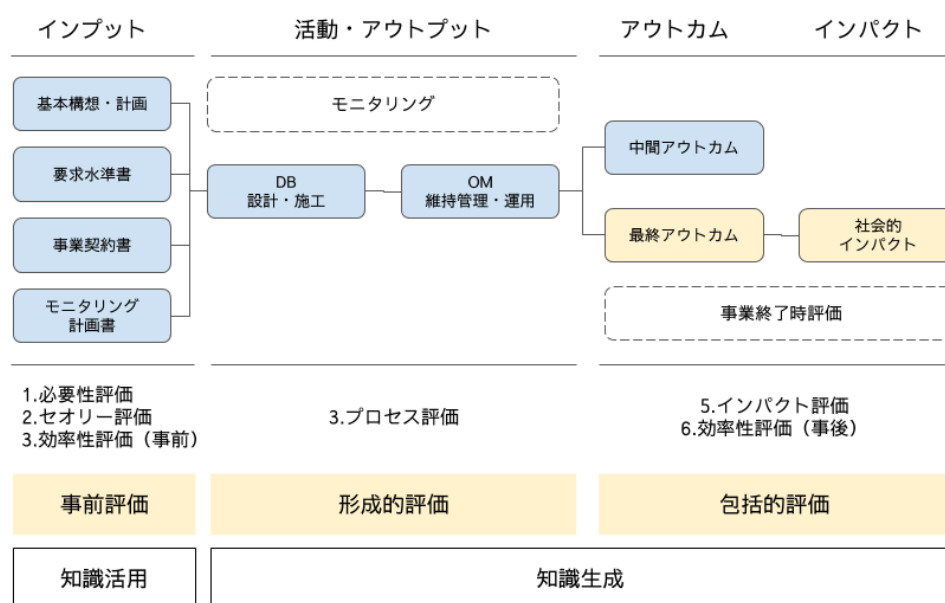 インプット
活動・アウトプット
アウトカム
インパクト
基本構想・計画
要求水準書
事業契約書
モニタリング
計画書
モニタリング
DB
設計・施工
OM
維持管理・運用
中間アウトカム
最終アウトカム
社会的
インパクト
事業終了時評価
1.必要性評価
2.セオリー評価
3.効率性評価（事前）
3.プロセス評価
5.インパクト評価
6.効率性評価（事後）
事前評価
形成的評価
包括的評価
知識活用
知識生成